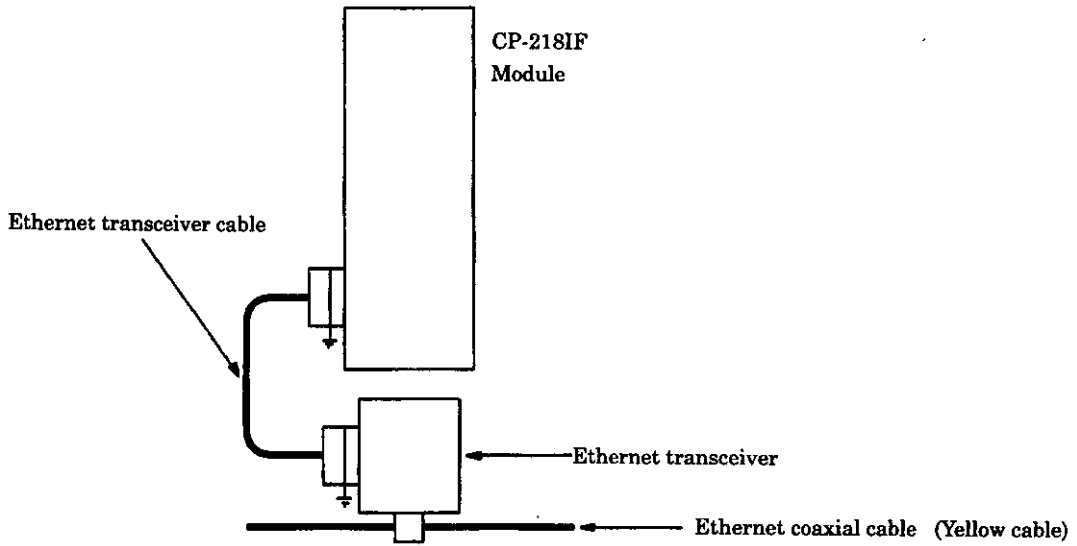 CP-218IF
Module
Ethernet transceiver cable
Ethernet transceiver
Ethernet coaxial cable (Yellow cable)